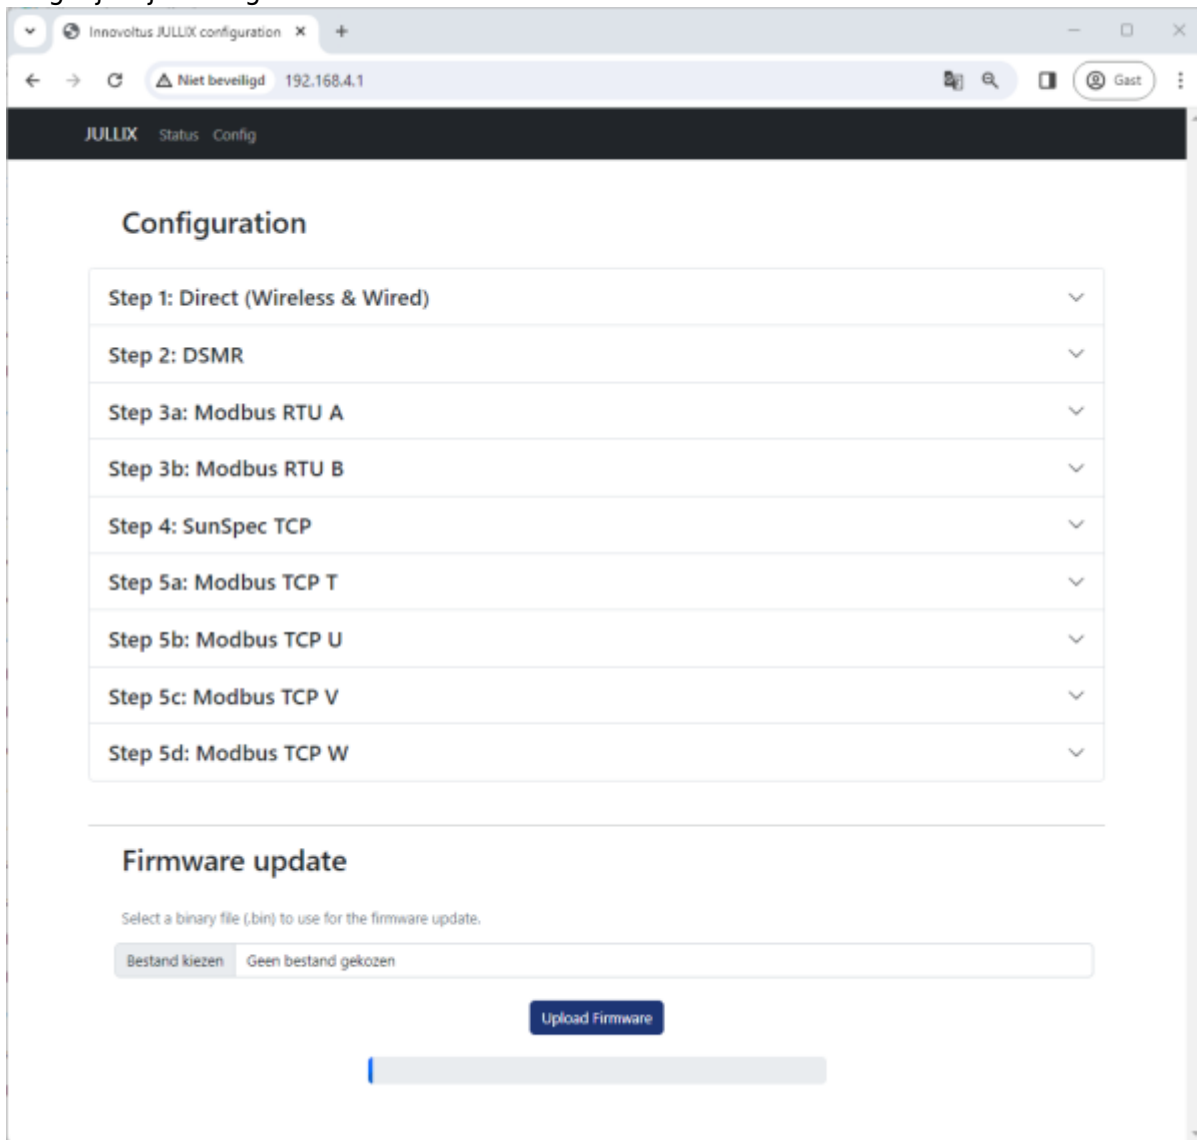 Innovoltus JULLIX configuration
Niet beveiligd 192.168.4.1
Gast
JULLIX Status Config
Configuration
Step 1: Direct (Wireless & Wired)
Step 2: DSMR
Step 3a: Modbus RTU A
Step 3b: Modbus RTU B
Step 4: SunSpec TCP
Step 5a: Modbus TCP T
Step 5b: Modbus TCP U
Step 5c: Modbus TCP V
Step 5d: Modbus TCP W
Firmware update
Select a binary file (.bin) to use for the firmware update.
Bestand kiezen Geen bestand gekozen
Upload Firmware